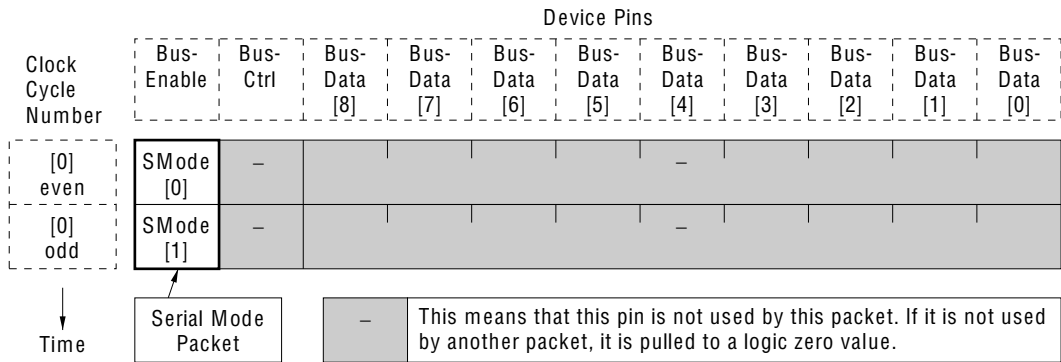 Device Pins
Clock
Cycle
Number
Bus-
Enable
Bus-
Ctrl
Bus-
Data
[8]
Bus-
Data
[7]
Bus-
Data
[6]
Bus-
Data
[5]
Bus-
Data
[4]
Bus-
Data
[3]
Bus-
Data
[2]
Bus-
Data
[1]
Bus-
Data
[0]
[0]
even
SMode
[0]
–
–
[0]
odd
SMode
[1]
–
–
Time
Serial Mode
Packet
–
This means that this pin is not used by this packet. If it is not used
by another packet, it is pulled to a logic zero value.